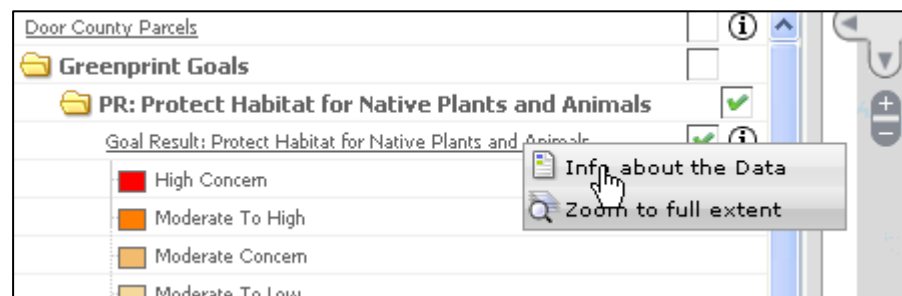 Door County Parcels
Greenprint Goals
PR: Protect Habitat for Native Plants and Animals
Goal Result: Protect Habitat for Native Plants and Animals
Info about the Data
High Concern
Zoom to full extent
Moderate To High
Moderate Concern
Moderate To Low